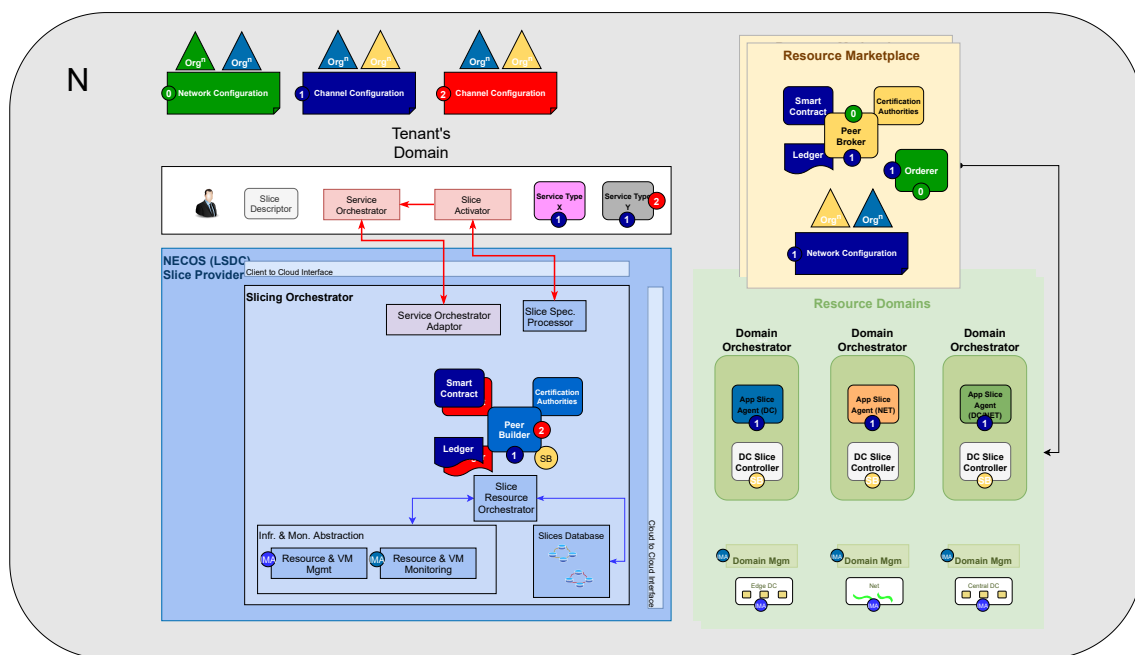 N
Orgⁿ
Orgⁿ
0 Network Configuration
Orgⁿ
Orgⁿ
1 Channel Configuration
Orgⁿ
Orgⁿ
2 Channel Configuration
Tenant's
Domain
Slice
Descriptor
Service
Orchestrator
Slice
Activator
Service Type
X
1
Service Type
Y
2
1
NECOS (LSDC)
Slice Provider
Client to Cloud Interface
Slicing Orchestrator
Service Orchestrator
Adaptor
Slice Spec.
Processor
Smart
Contract
Certification
Authorities
Peer
Builder
2
1
Ledger
SB
Slice
Resource
Orchestrator
Infr. & Mon. Abstraction
IMA
Resource & VM
Mgmt
IMA
Resource & VM
Monitoring
Slices Database
Cloud to Cloud Interface
Resource Marketplace
Smart
Contract
Certification
Authorities
0
Peer
Broker
1
Ledger
1
Orderer
0
Orgⁿ
Orgⁿ
1 Network Configuration
Resource Domains
Domain
Orchestrator
App Slice
Agent (DC)
1
DC Slice
Controller
SB
Domain
Orchestrator
App Slice
Agent (NET)
1
DC Slice
Controller
SB
Domain
Orchestrator
App Slice
Agent
(DC/NET)
1
DC Slice
Controller
SB
IMA
Domain Mgm
Edge DC
IMA
IMA
Domain Mgm
Net
IMA
IMA
Domain Mgm
Central DC
IMA